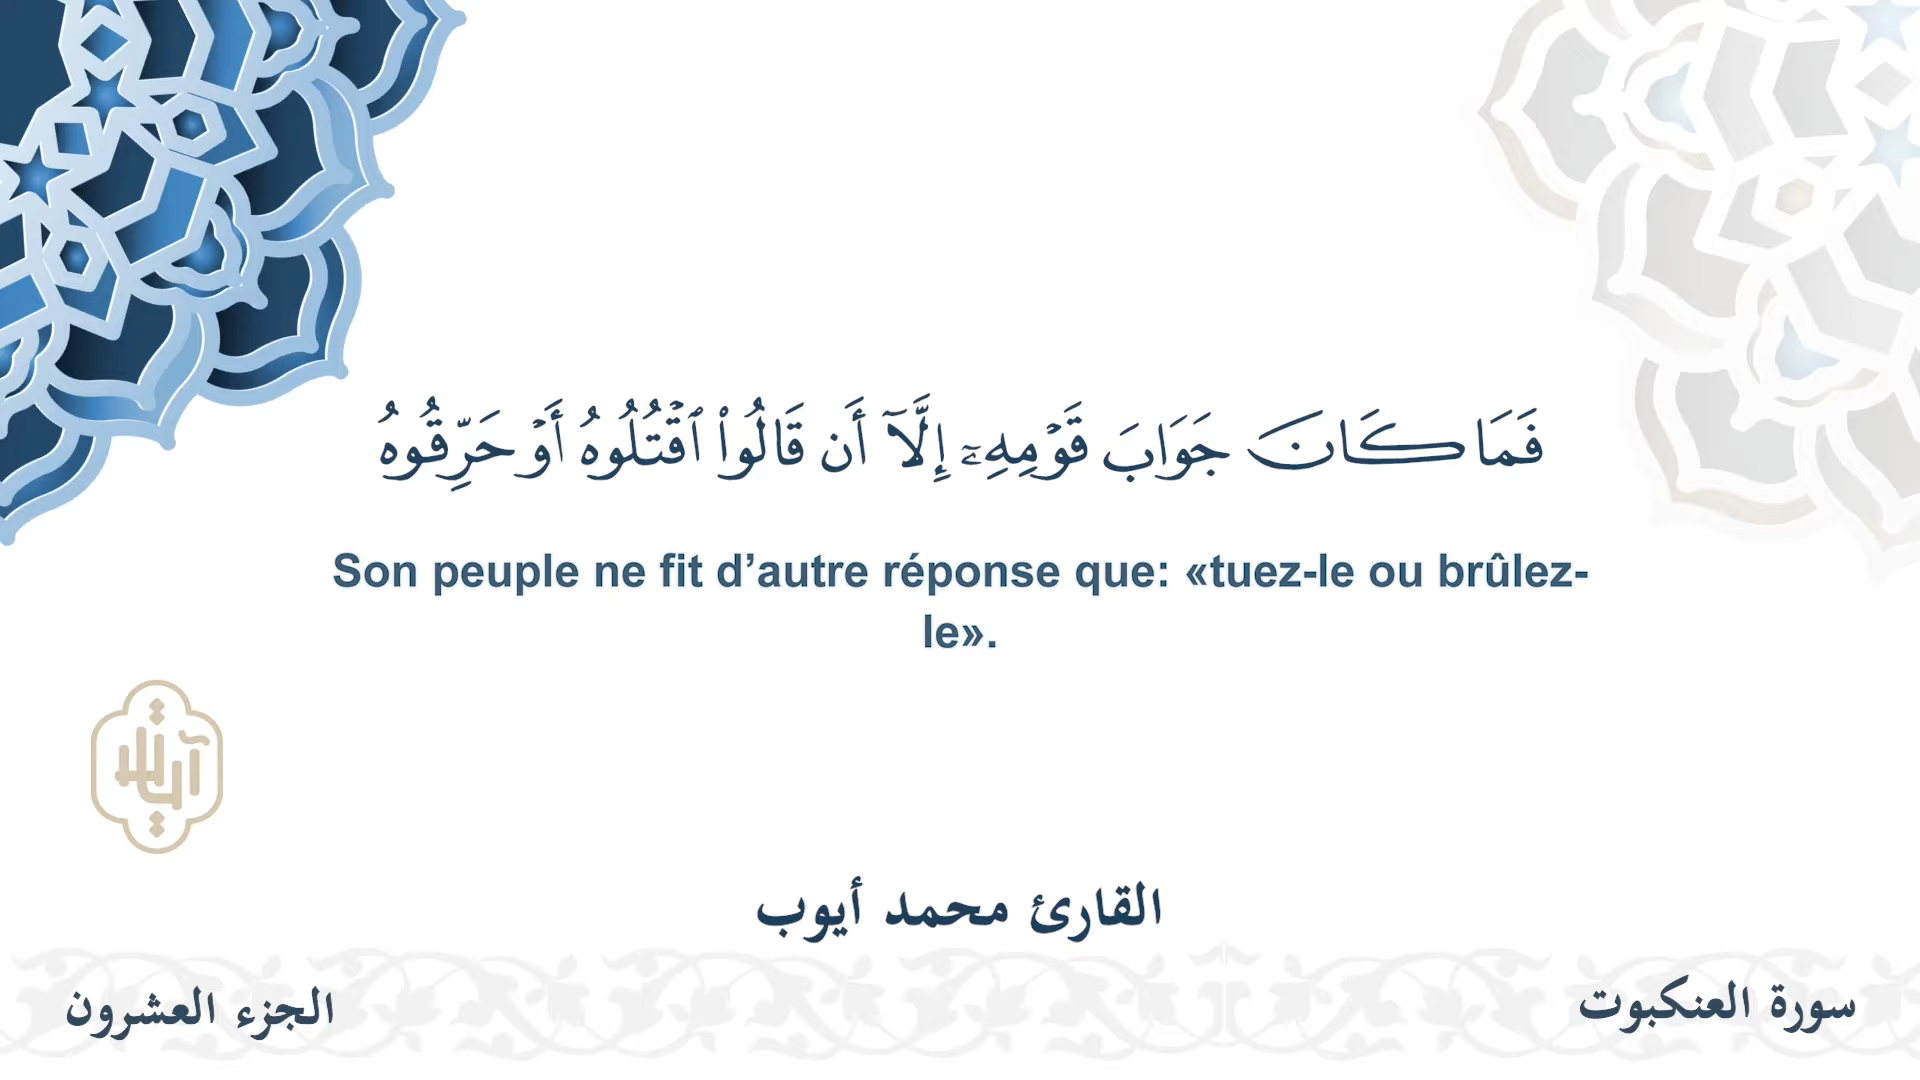 فَمَا كَانَ جَوَابَ قَوْمِهِۦٓ إِلَّآ أَن قَالُوا۟ ٱقْتُلُوهُ أَوْ حَرِّقُوهُ
Son peuple ne fit d’autre réponse que: «tuez-le ou brûlez-
le».
آيات
القارئ محمد أيوب
سورة العنكبوت
الجزء العشرون